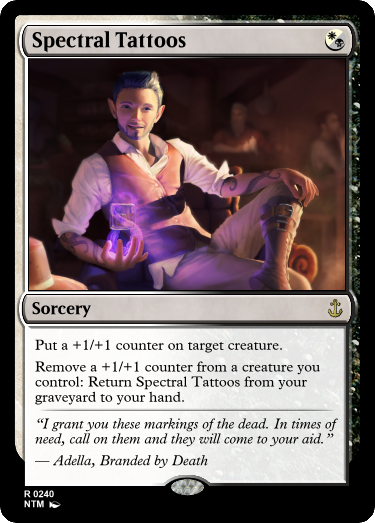 Spectral Tattoos
Sorcery
Put a +1/+1 counter on target creature.
Remove a +1/+1 counter from a creature you
control: Return Spectral Tattoos from your
graveyard to your hand.
“I grant you these markings of the dead. In times of
need, call on them and they will come to your aid.”
— Adella, Branded by Death
R 0240
NTM